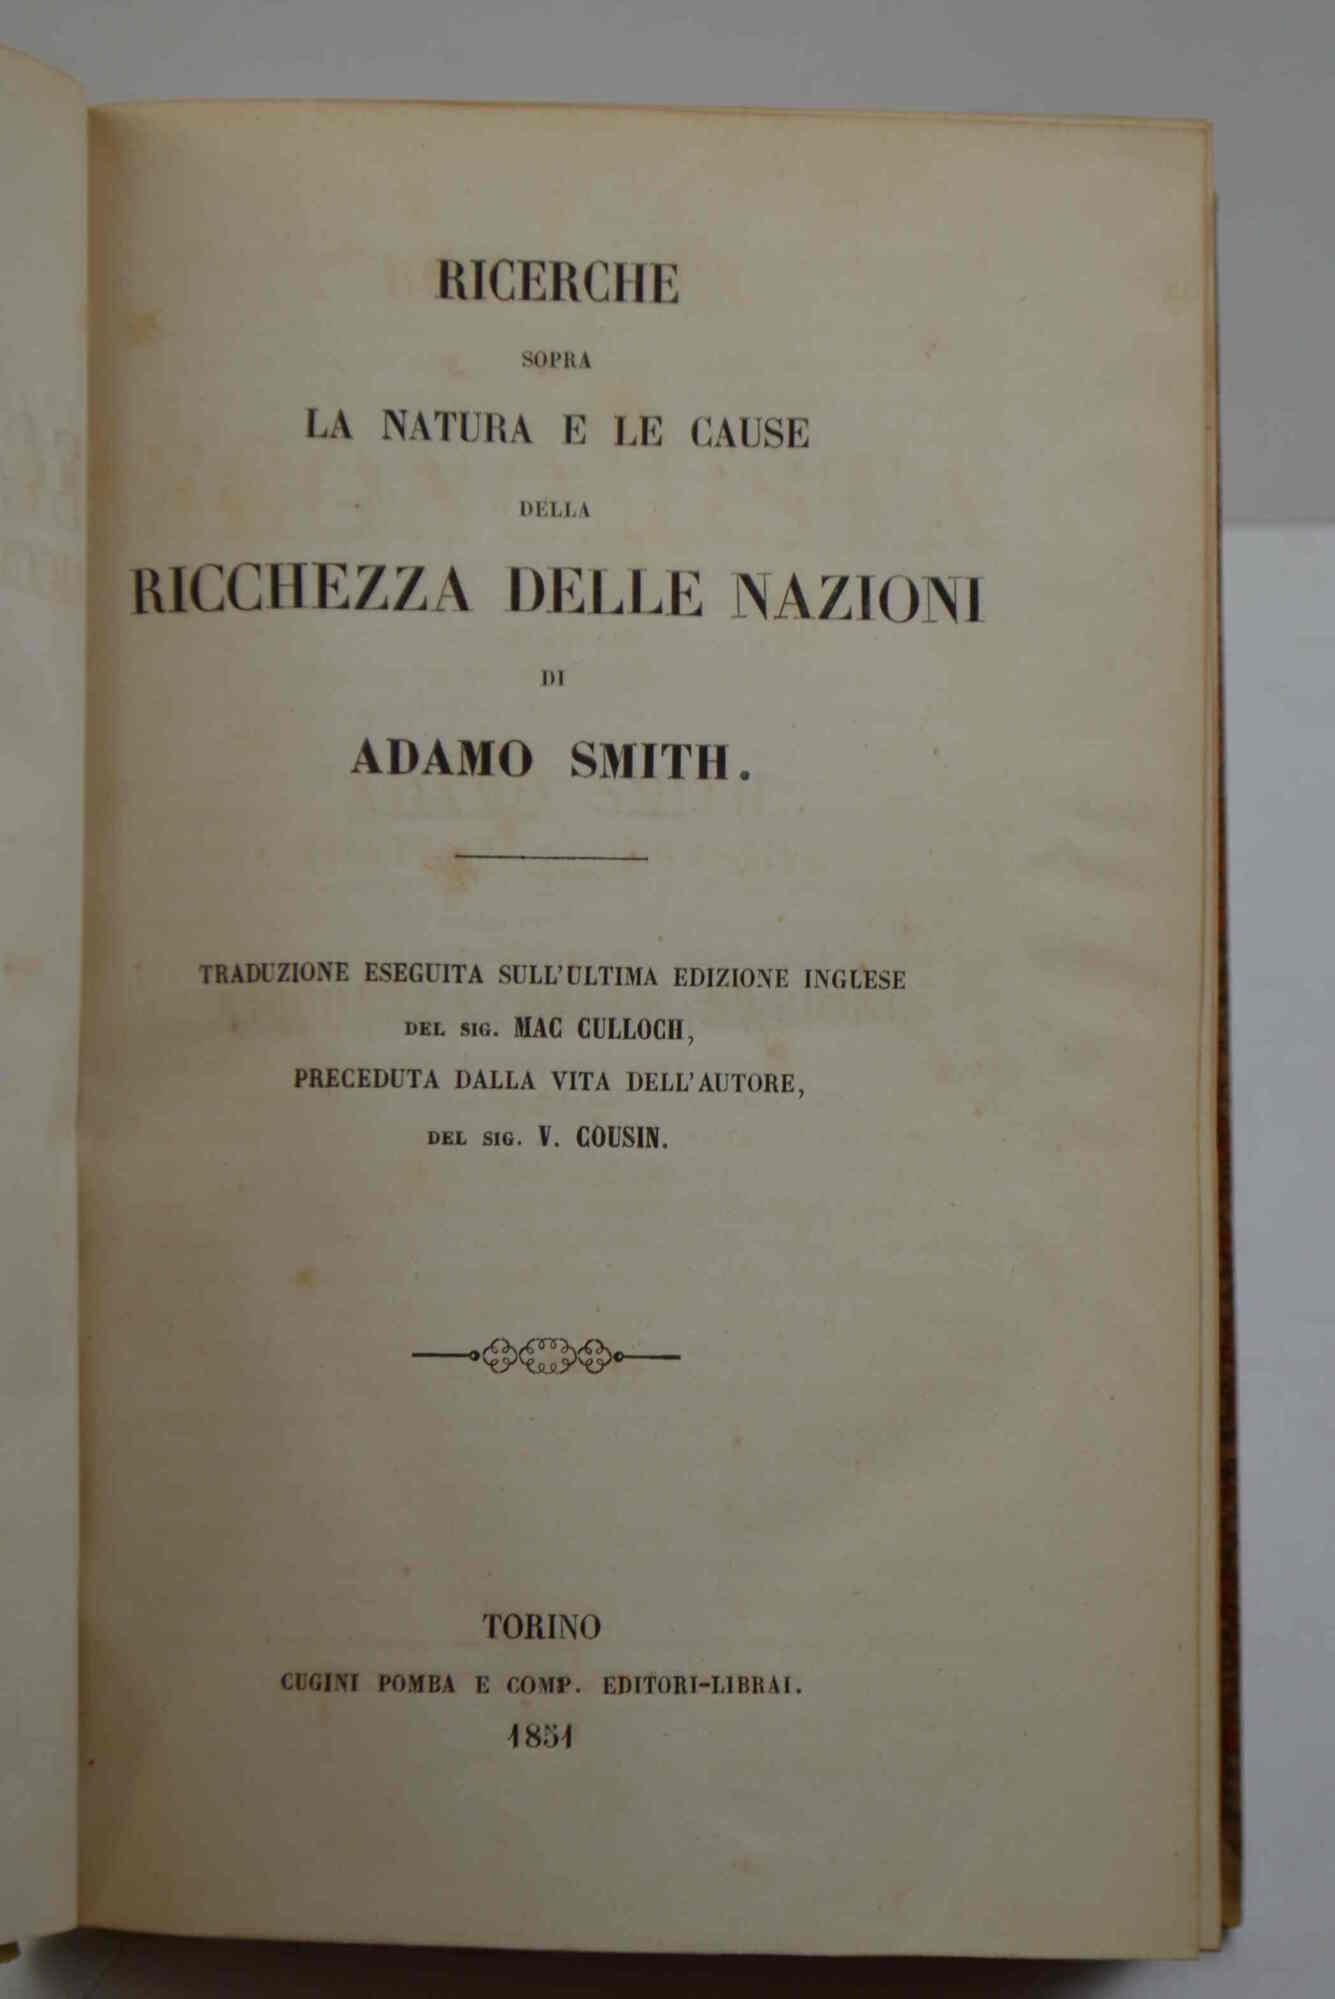 RICERCHE
SOPRA
LA NATURA E LE CAUSE
DELLA
RICCHEZZA DELLE NAZIONI
DI
ADAMO SMITH.
TRADUZIONE ESEGUITA SULL'ULTIMA EDIZIONE INGLESE
DEL SIG. MAC CULLOCH,
PRECEDUTA DALLA VITA DELL'AUTORE,
DEL SIG. V. COUSIN.
TORINO
CUGINI POMBA E COMP. EDITORI-LIBRAI.
1851